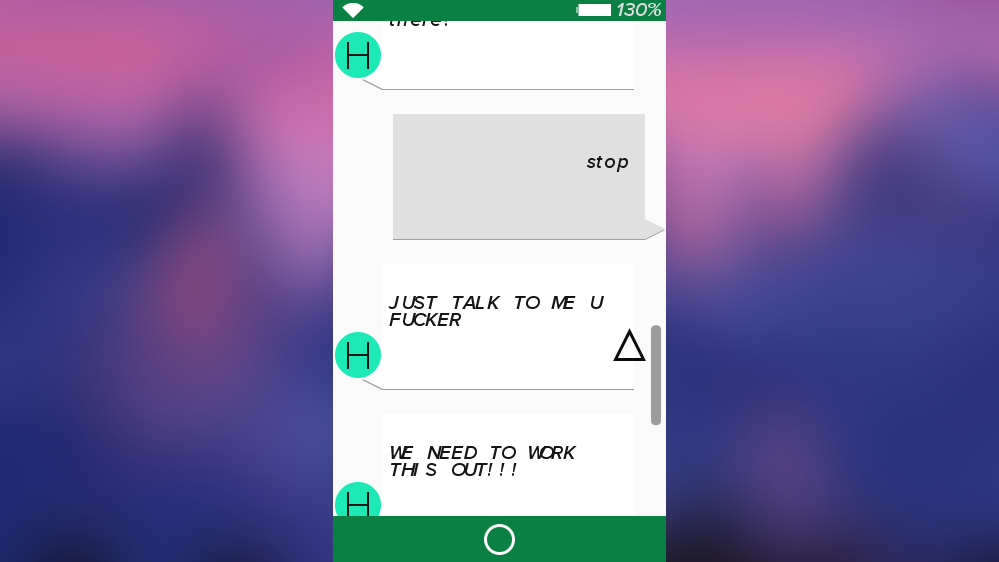 130%
there!
H
stop
JUST TALK TO ME U
FUCKER
H
WE NEED TO WORK
THIS OUT!!!
H